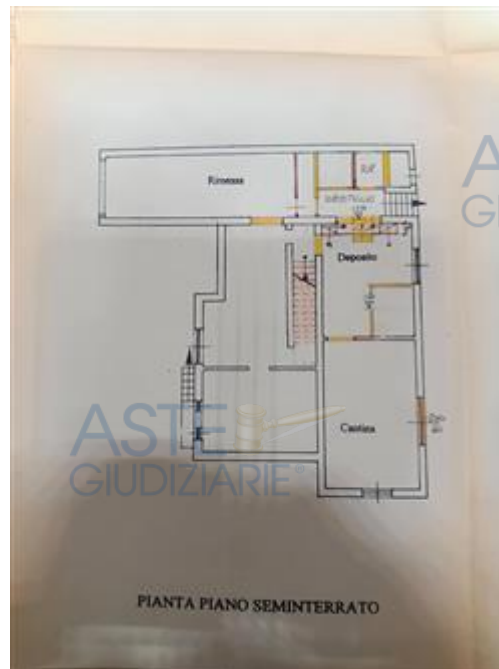 Rimessa
Deposito
Cantina
ASTE
GIUDIZIARIE®
PIANTA PIANO SEMINTERRATO